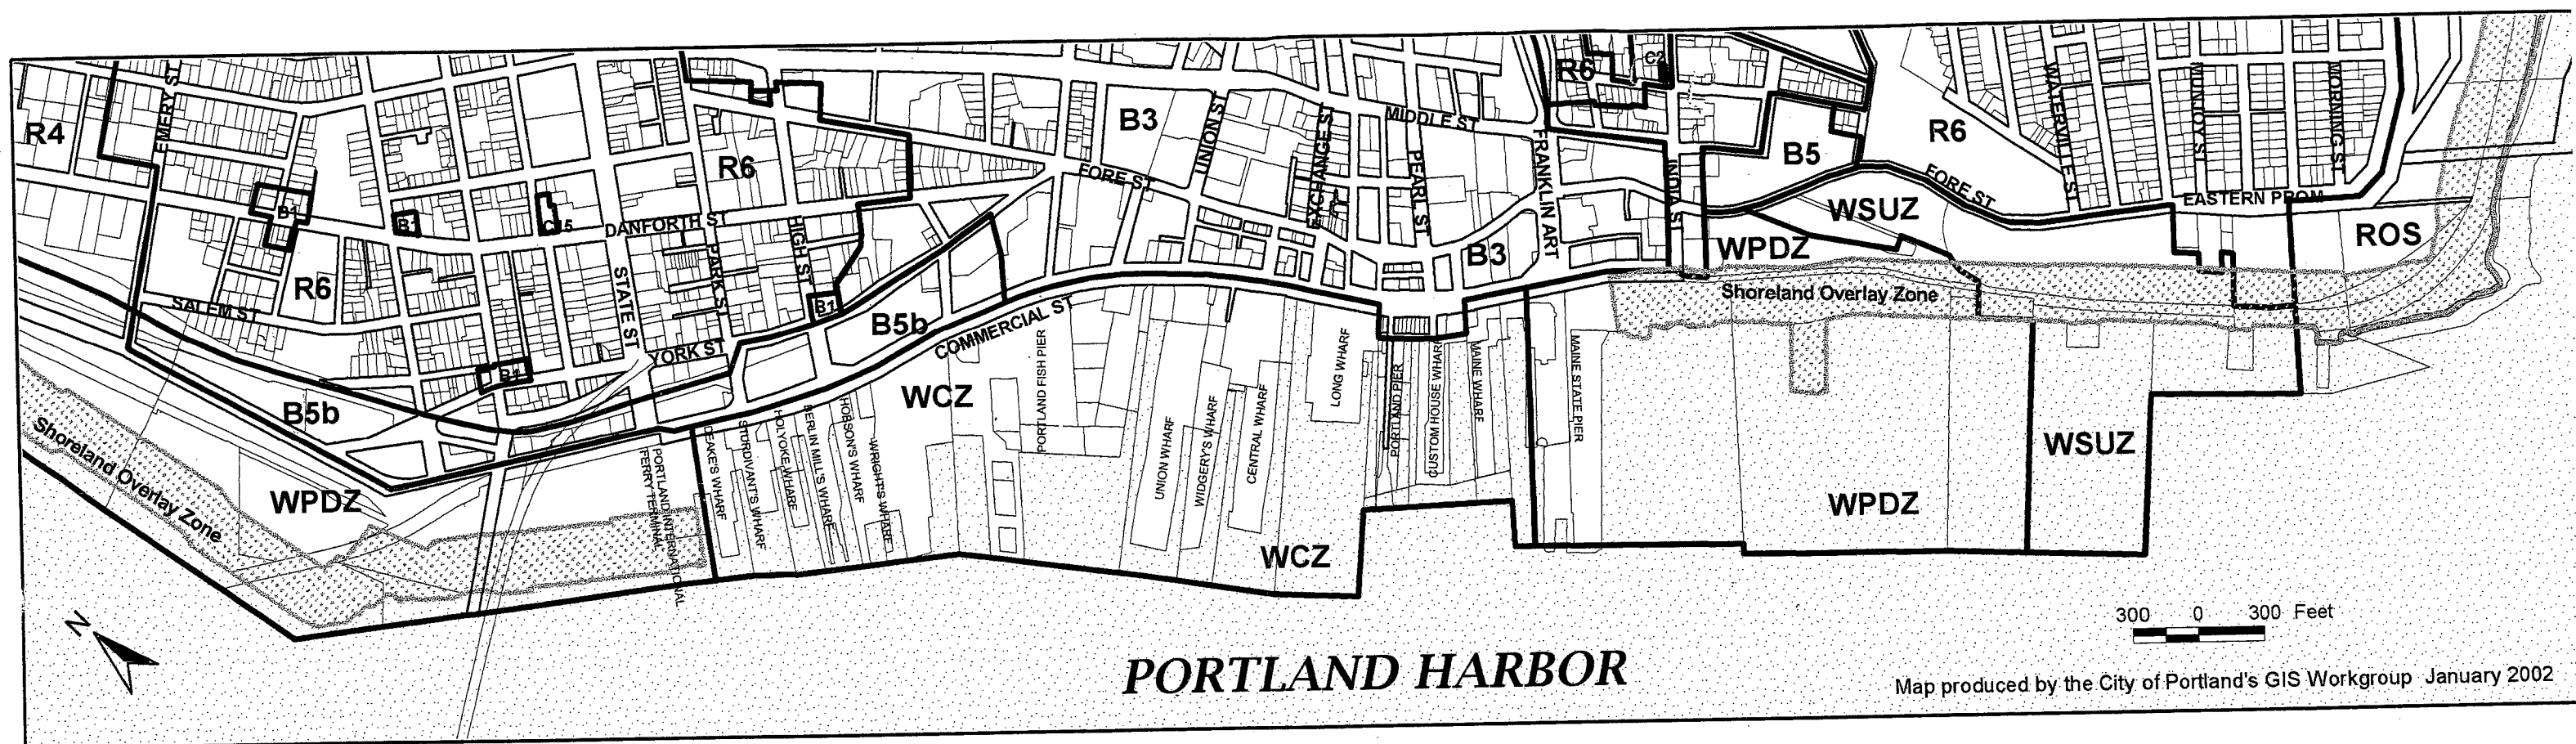 R4
EMERY ST
B1
B1
C15
R6
SALEM ST
B1
B5b
Shoreland Overlay Zone
WPDZ
R6
DANFORTH ST
STATE ST
PARK ST
HIGH ST
B1
YORK ST
B5b
COMMERCIAL ST
B3
UNION ST
FORE ST
EXCHANGE ST
MIDDLE ST
PEARL ST
FRANKLIN ART
B3
INDIA ST
R6
C2
B5
R6
FORE ST
WATERVILLE ST
MUNJOY ST
MORNING ST
EASTERN PROM
ROS
WSUZ
WPDZ
Shoreland Overlay Zone
PORTLAND INTERNATIONAL
FERRY TERMINAL
DEAKE'S WHARF
STURDIVANT'S WHARF
HOLYOKE WHARF
BERLIN MILL'S WHARF
HOBSON'S WHARF
WRIGHT'S WHARF
WCZ
PORTLAND FISH PIER
UNION WHARF
WIDGERY'S WHARF
CENTRAL WHARF
LONG WHARF
PORTLAND PIER
CUSTOM HOUSE WHARF
MAINE WHARF
MAINE STATE PIER
WCZ
WPDZ
WSUZ
N
300 0 300 Feet
PORTLAND HARBOR
Map produced by the City of Portland's GIS Workgroup January 2002